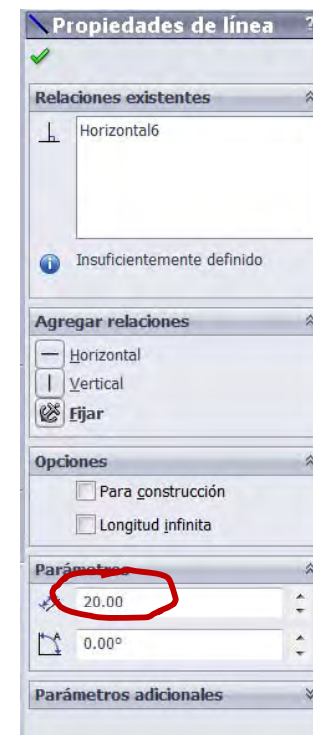 Propiedades de línea ?
Relaciones existentes
Horizontal6
Insuficientemente definido
Agregar relaciones
Horizontal
Vertical
Fijar
Opciones
Para construcción
Longitud infinita
Parámetros
20.00
0.00º
Parámetros adicionales